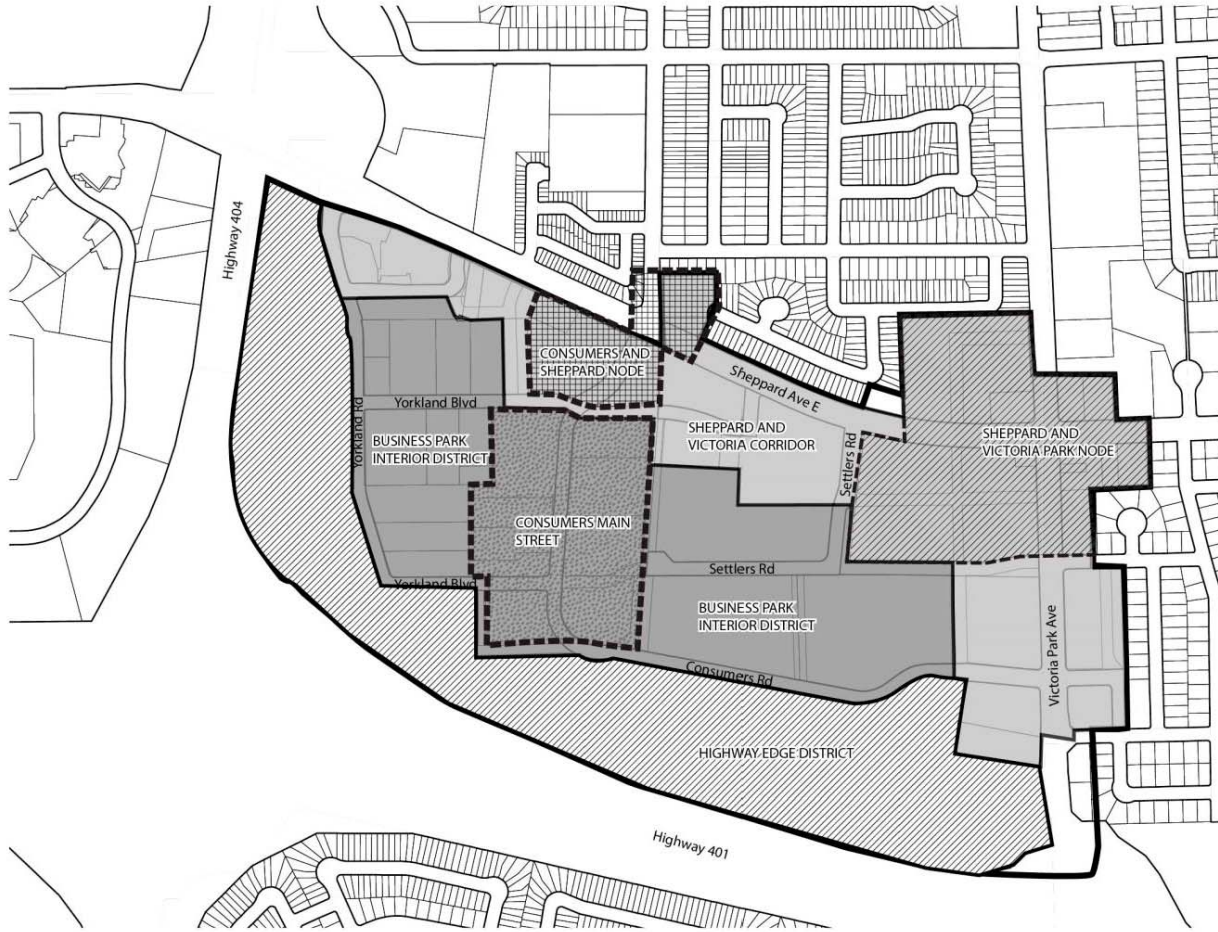 Highway 404
CONSUMERS AND
SHEPPARD NODE
Sheppard Ave E
Yorkland Blvd
Yorkland Rd
BUSINESS PARK
INTERIOR DISTRICT
SHEPPARD AND
VICTORIA CORRIDOR
Settlers Rd
SHEPPARD AND
VICTORIA PARK NODE
CONSUMERS MAIN
STREET
Yorkland Blvd
Settlers Rd
BUSINESS PARK
INTERIOR DISTRICT
Consumers Rd
Victoria Park Ave
HIGHWAY EDGE DISTRICT
Highway 401